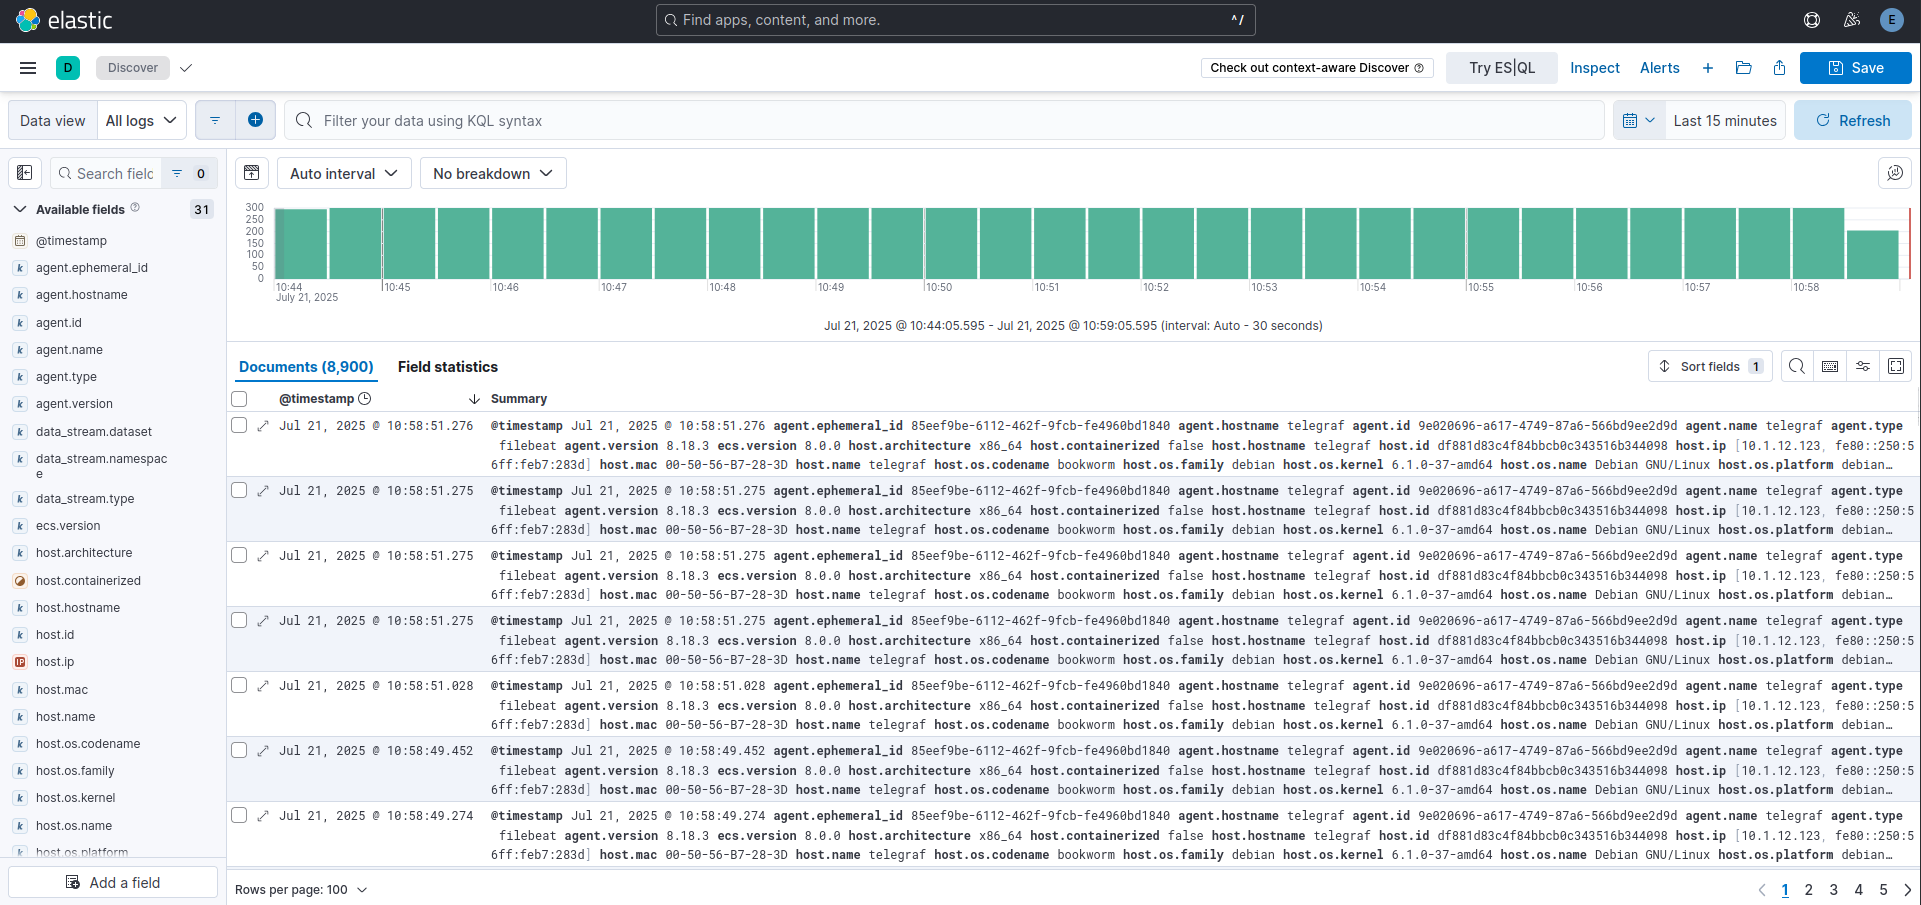 elastic
Find apps, content, and more.
^/
E
D
Discover
Check out context-aware Discover
Try ES|QL
Inspect
Alerts
Save
Data view
All logs
Filter your data using KQL syntax
Last 15 minutes
Refresh
Search field
0
Auto interval
No breakdown
Available fields
31
@timestamp
k agent.ephemeral_id
k agent.hostname
k agent.id
k agent.name
k agent.type
k agent.version
k data_stream.dataset
k data_stream.namespac
e
k data_stream.type
k ecs.version
k host.architecture
host.containerized
k host.hostname
k host.id
IP host.ip
k host.mac
k host.name
k host.os.codename
k host.os.family
k host.os.kernel
k host.os.name
k host.os.platform
Add a field
300
250
200
150
100
50
0
10:44 10:45 10:46 10:47 10:48 10:49 10:50 10:51 10:52 10:53 10:54 10:55 10:56 10:57 10:58
July 21, 2025
Jul 21, 2025 @ 10:44:05.595 - Jul 21, 2025 @ 10:59:05.595 (interval: Auto - 30 seconds)
Documents (8,900)
Field statistics
Sort fields 1
@timestamp
Summary
Jul 21, 2025 @ 10:58:51.276 @timestamp Jul 21, 2025 @ 10:58:51.276 agent.ephemeral_id 85eef9be-6112-462f-9fcb-fe4960bd1840 agent.hostname telegraf agent.id 9e020696-a617-4749-87a6-566bd9ee2d9d agent.name telegraf agent.type
filebeat agent.version 8.18.3 ecs.version 8.0.0 host.architecture x86_64 host.containerized false host.hostname telegraf host.id df881d83c4f84bbcb0c343516b344098 host.ip [10.1.12.123, fe80::250:5
6ff:feb7:283d] host.mac 00-50-56-B7-28-3D host.name telegraf host.os.codename bookworm host.os.family debian host.os.kernel 6.1.0-37-amd64 host.os.name Debian GNU/Linux host.os.platform debian…
Jul 21, 2025 @ 10:58:51.275 @timestamp Jul 21, 2025 @ 10:58:51.275 agent.ephemeral_id 85eef9be-6112-462f-9fcb-fe4960bd1840 agent.hostname telegraf agent.id 9e020696-a617-4749-87a6-566bd9ee2d9d agent.name telegraf agent.type
filebeat agent.version 8.18.3 ecs.version 8.0.0 host.architecture x86_64 host.containerized false host.hostname telegraf host.id df881d83c4f84bbcb0c343516b344098 host.ip [10.1.12.123, fe80::250:5
6ff:feb7:283d] host.mac 00-50-56-B7-28-3D host.name telegraf host.os.codename bookworm host.os.family debian host.os.kernel 6.1.0-37-amd64 host.os.name Debian GNU/Linux host.os.platform debian…
Jul 21, 2025 @ 10:58:51.275 @timestamp Jul 21, 2025 @ 10:58:51.275 agent.ephemeral_id 85eef9be-6112-462f-9fcb-fe4960bd1840 agent.hostname telegraf agent.id 9e020696-a617-4749-87a6-566bd9ee2d9d agent.name telegraf agent.type
filebeat agent.version 8.18.3 ecs.version 8.0.0 host.architecture x86_64 host.containerized false host.hostname telegraf host.id df881d83c4f84bbcb0c343516b344098 host.ip [10.1.12.123, fe80::250:5
6ff:feb7:283d] host.mac 00-50-56-B7-28-3D host.name telegraf host.os.codename bookworm host.os.family debian host.os.kernel 6.1.0-37-amd64 host.os.name Debian GNU/Linux host.os.platform debian…
Jul 21, 2025 @ 10:58:51.275 @timestamp Jul 21, 2025 @ 10:58:51.275 agent.ephemeral_id 85eef9be-6112-462f-9fcb-fe4960bd1840 agent.hostname telegraf agent.id 9e020696-a617-4749-87a6-566bd9ee2d9d agent.name telegraf agent.type
filebeat agent.version 8.18.3 ecs.version 8.0.0 host.architecture x86_64 host.containerized false host.hostname telegraf host.id df881d83c4f84bbcb0c343516b344098 host.ip [10.1.12.123, fe80::250:5
6ff:feb7:283d] host.mac 00-50-56-B7-28-3D host.name telegraf host.os.codename bookworm host.os.family debian host.os.kernel 6.1.0-37-amd64 host.os.name Debian GNU/Linux host.os.platform debian…
Jul 21, 2025 @ 10:58:51.028 @timestamp Jul 21, 2025 @ 10:58:51.028 agent.ephemeral_id 85eef9be-6112-462f-9fcb-fe4960bd1840 agent.hostname telegraf agent.id 9e020696-a617-4749-87a6-566bd9ee2d9d agent.name telegraf agent.type
filebeat agent.version 8.18.3 ecs.version 8.0.0 host.architecture x86_64 host.containerized false host.hostname telegraf host.id df881d83c4f84bbcb0c343516b344098 host.ip [10.1.12.123, fe80::250:5
6ff:feb7:283d] host.mac 00-50-56-B7-28-3D host.name telegraf host.os.codename bookworm host.os.family debian host.os.kernel 6.1.0-37-amd64 host.os.name Debian GNU/Linux host.os.platform debian…
Jul 21, 2025 @ 10:58:49.452 @timestamp Jul 21, 2025 @ 10:58:49.452 agent.ephemeral_id 85eef9be-6112-462f-9fcb-fe4960bd1840 agent.hostname telegraf agent.id 9e020696-a617-4749-87a6-566bd9ee2d9d agent.name telegraf agent.type
filebeat agent.version 8.18.3 ecs.version 8.0.0 host.architecture x86_64 host.containerized false host.hostname telegraf host.id df881d83c4f84bbcb0c343516b344098 host.ip [10.1.12.123, fe80::250:5
6ff:feb7:283d] host.mac 00-50-56-B7-28-3D host.name telegraf host.os.codename bookworm host.os.family debian host.os.kernel 6.1.0-37-amd64 host.os.name Debian GNU/Linux host.os.platform debian…
Jul 21, 2025 @ 10:58:49.274 @timestamp Jul 21, 2025 @ 10:58:49.274 agent.ephemeral_id 85eef9be-6112-462f-9fcb-fe4960bd1840 agent.hostname telegraf agent.id 9e020696-a617-4749-87a6-566bd9ee2d9d agent.name telegraf agent.type
filebeat agent.version 8.18.3 ecs.version 8.0.0 host.architecture x86_64 host.containerized false host.hostname telegraf host.id df881d83c4f84bbcb0c343516b344098 host.ip [10.1.12.123, fe80::250:5
6ff:feb7:283d] host.mac 00-50-56-B7-28-3D host.name telegraf host.os.codename bookworm host.os.family debian host.os.kernel 6.1.0-37-amd64 host.os.name Debian GNU/Linux host.os.platform debian…
Rows per page: 100
1 2 3 4 5